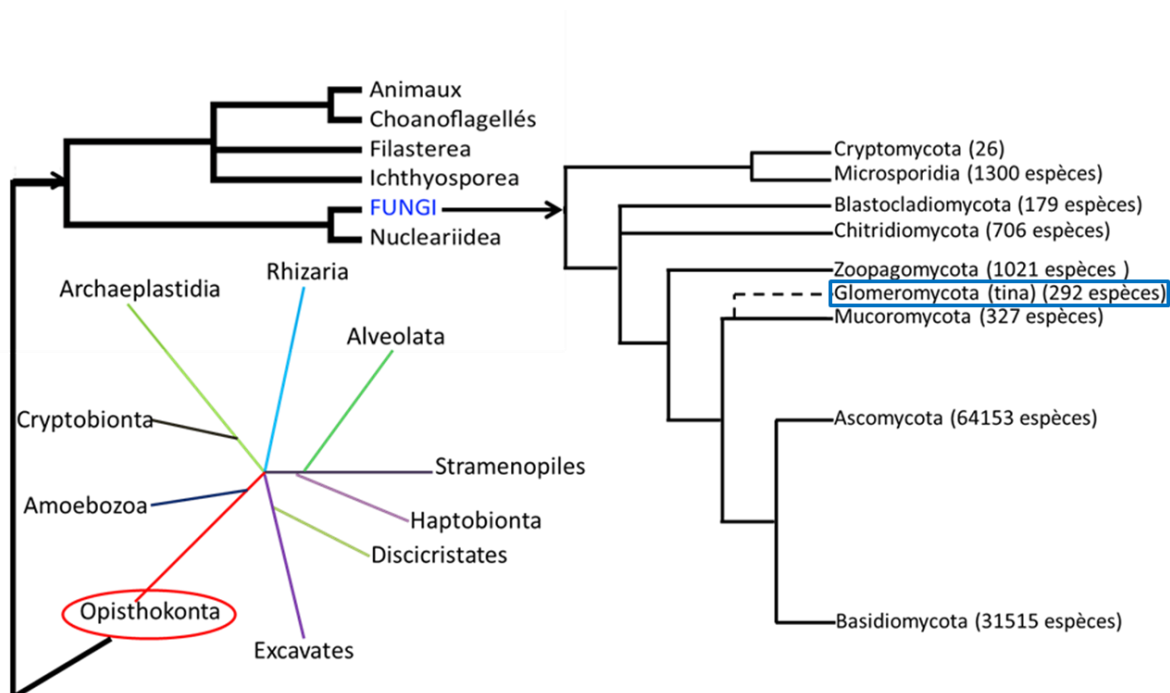 Animaux
Choanoflagellés
Filasterea
Ichthyosporea
FUNGI
Nucleariidea
Rhizaria
Archaeplastidia
Alveolata
Cryptobionta
Stramenopiles
Amoebozoa
Haptobionta
Discicristates
Opisthokonta
Excavates
Cryptomycota (26)
Microsporidia (1300 espèces)
Blastocladiomycota (179 espèces)
Chitridiomycota (706 espèces)
Zoopagomycota (1021 espèces )
Glomeromycota (tina) (292 espèces)
Mucoromycota (327 espèces)
Ascomycota (64153 espèces)
Basidiomycota (31515 espèces)